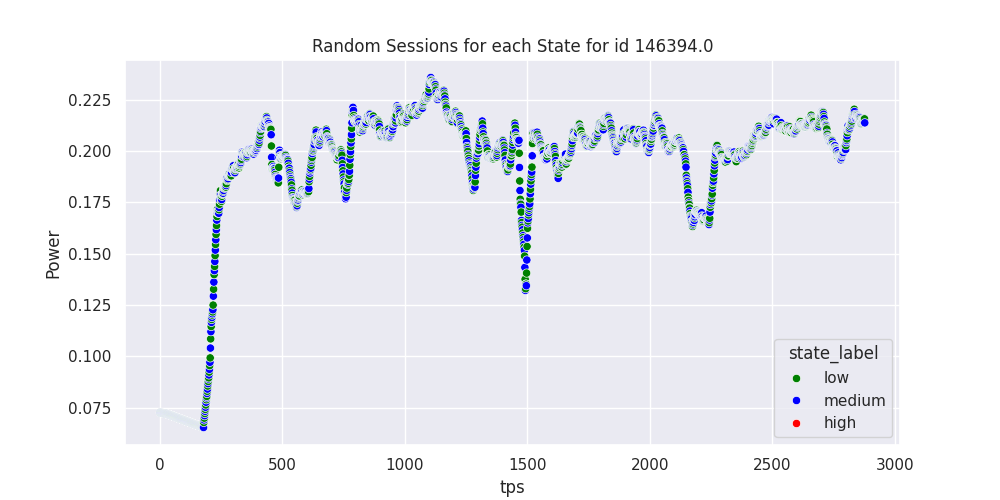 Random Sessions for each State for id 146394.0
Power
0.225
0.200
0.175
0.150
0.125
0.100
0.075
state_label
low
medium
high
0 500 1000 1500 2000 2500 3000
tps